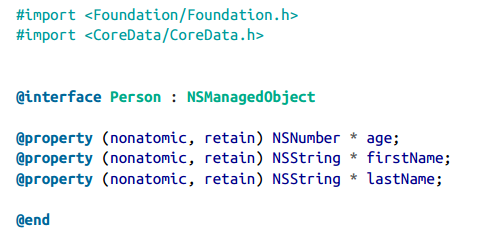 #import <Foundation/Foundation.h>
#import <CoreData/CoreData.h>
@interface Person : NSManagedObject
@property (nonatomic, retain) NSNumber * age;
@property (nonatomic, retain) NSString * firstName;
@property (nonatomic, retain) NSString * lastName;
@end